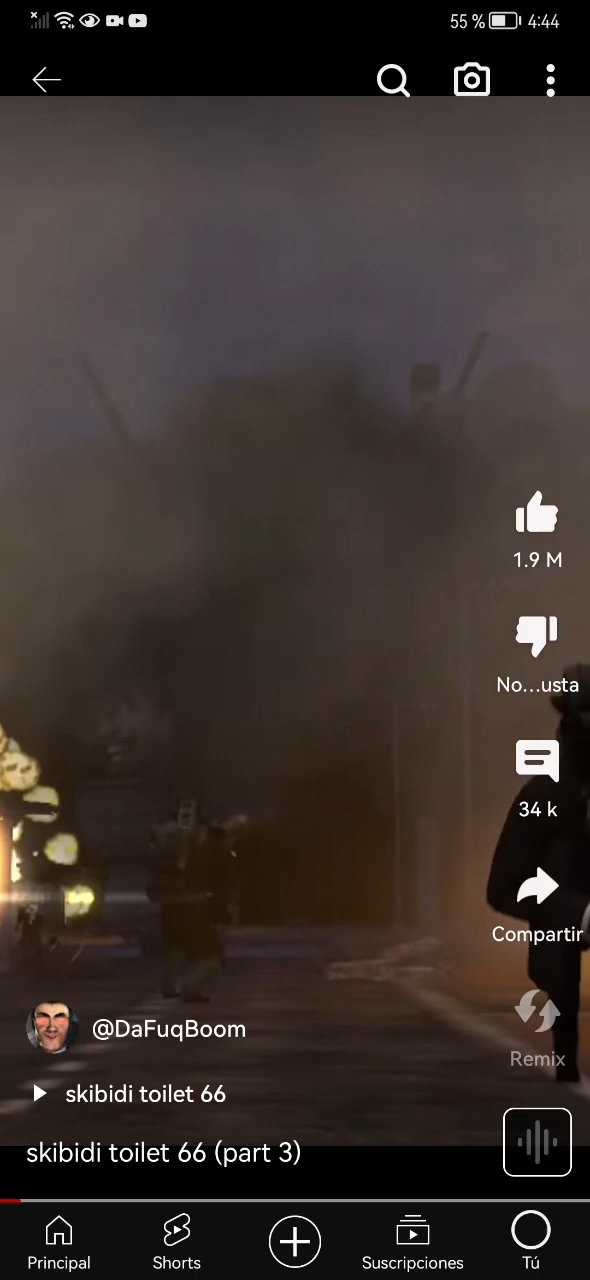 55 % 4:44
1.9 M
No...usta
34 k
Compartir
@DaFuqBoom
Remix
skibidi toilet 66
skibidi toilet 66 (part 3)
Principal Shorts Suscripciones Tú